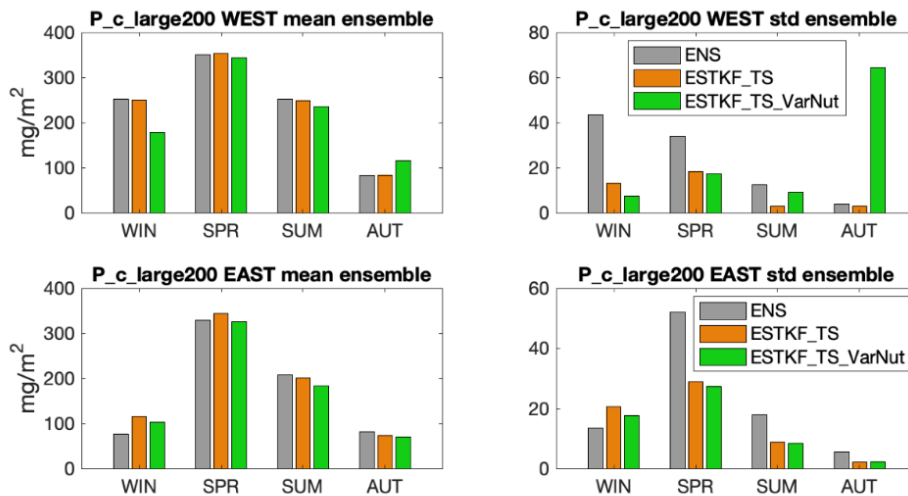 P_c_large200 WEST mean ensemble
400
300
200
100
0
mg/m²
WIN SPR SUM AUT
P_c_large200 WEST std ensemble
80
60
40
20
0
ENS
ESTKF_TS
ESTKF_TS_VarNut
WIN SPR SUM AUT
P_c_large200 EAST mean ensemble
400
300
200
100
0
mg/m²
WIN SPR SUM AUT
P_c_large200 EAST std ensemble
60
40
20
0
ENS
ESTKF_TS
ESTKF_TS_VarNut
WIN SPR SUM AUT